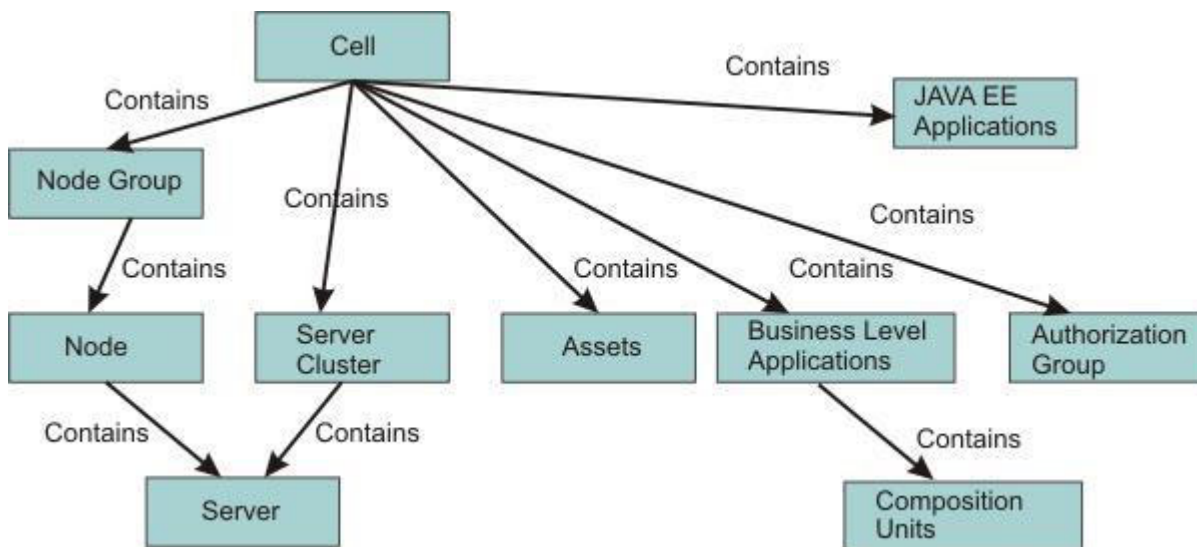 Cell
Contains
JAVA EE
Applications
Contains
Node Group
Contains
Contains
Contains
Contains
Contains
Node
Server
Cluster
Assets
Business Level
Applications
Authorization
Group
Contains
Contains
Contains
Server
Composition
Units